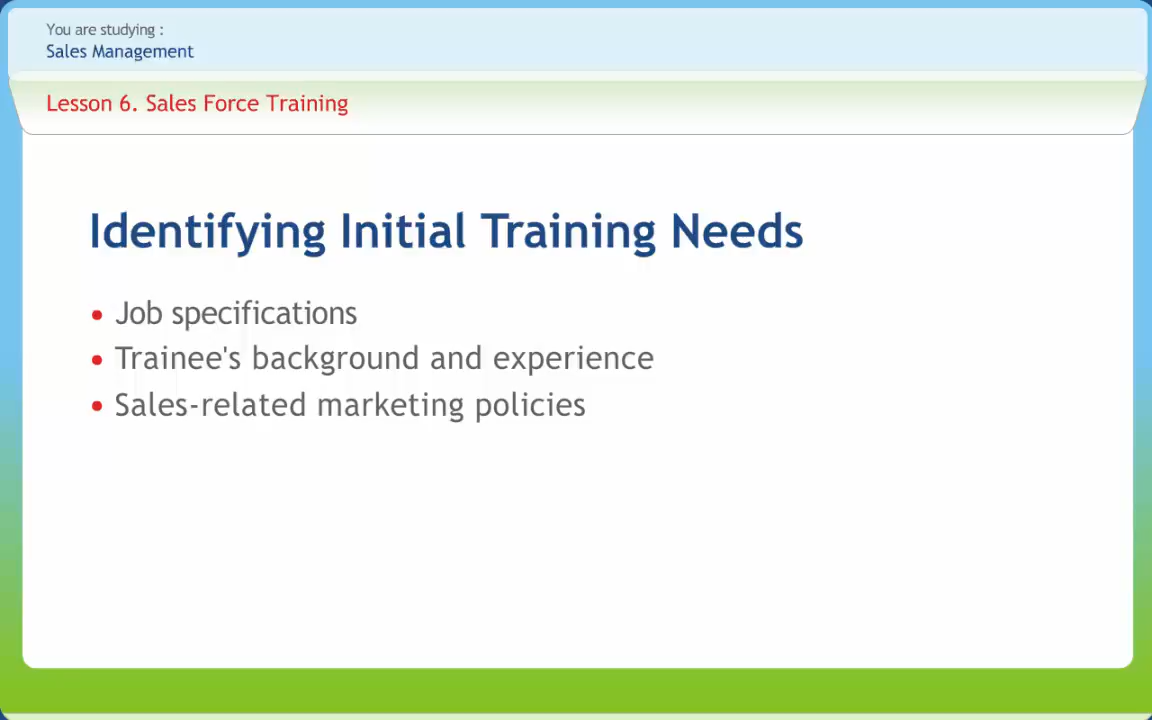 You are studying :
Sales Management
Lesson 6. Sales Force Training
Identifying Initial Training Needs
• Job specifications
• Trainee's background and experience
• Sales-related marketing policies